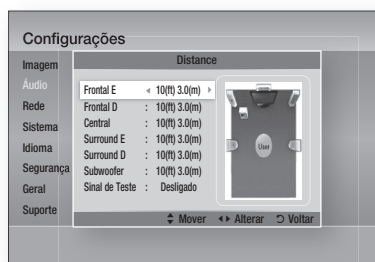 Configurações
Imagem
Áudio
Rede
Sistema
Idioma
Segurança
Geral
Suporte
Distance
Frontal E ◂ 10(ft) 3.0(m) ▸
Frontal D : 10(ft) 3.0(m)
Central : 10(ft) 3.0(m)
Surround E : 10(ft) 3.0(m)
Surround D : 10(ft) 3.0(m)
Subwoofer : 10(ft) 3.0(m)
Sinal de Teste : Desligado
User
Mover ◂▸ Alterar Voltar